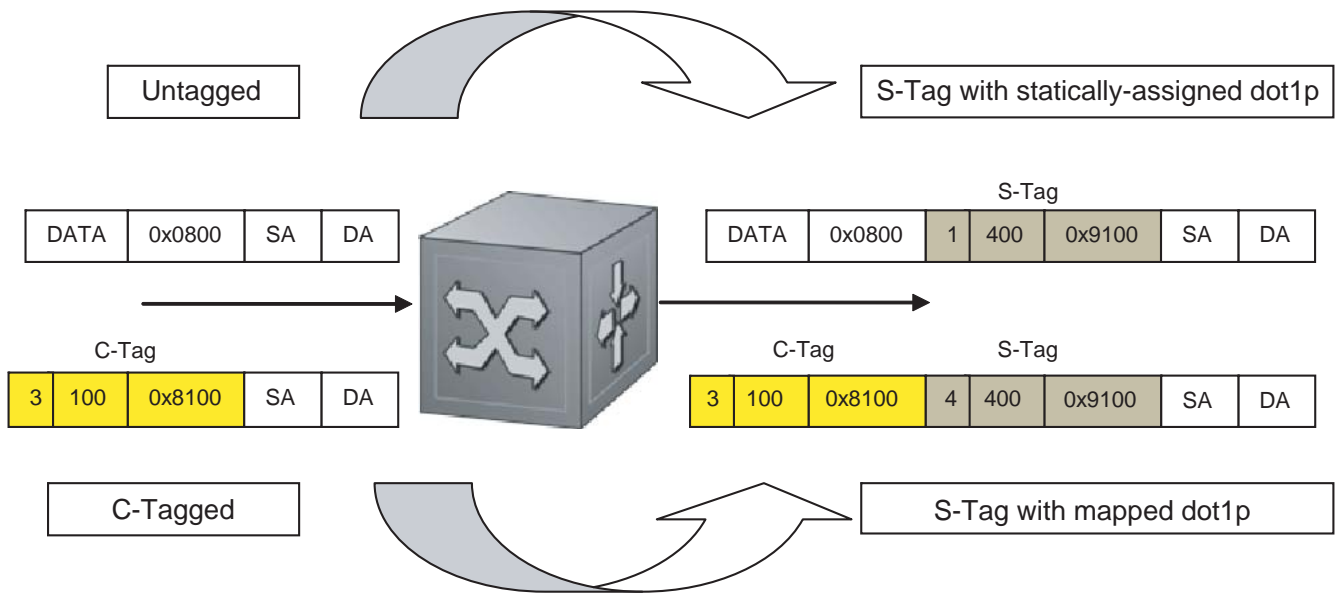 Untagged
S-Tag with statically-assigned dot1p
S-Tag
DATA 0x0800 SA DA
DATA 0x0800 1 400 0x9100 SA DA
C-Tag
C-Tag S-Tag
3 100 0x8100 SA DA
3 100 0x8100 4 400 0x9100 SA DA
C-Tagged
S-Tag with mapped dot1p